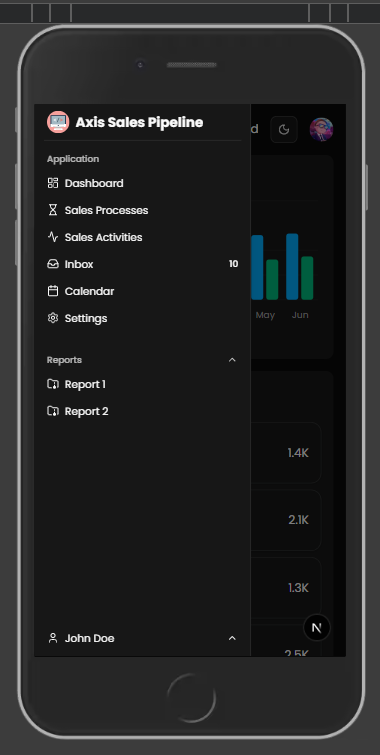 Axis Sales Pipeline
d
Application
Dashboard
Sales Processes
Sales Activities
Inbox 10
Calendar
Settings
May Jun
Reports
Report 1
Report 2
1.4K
2.1K
1.3K
2.5K
N
John Doe